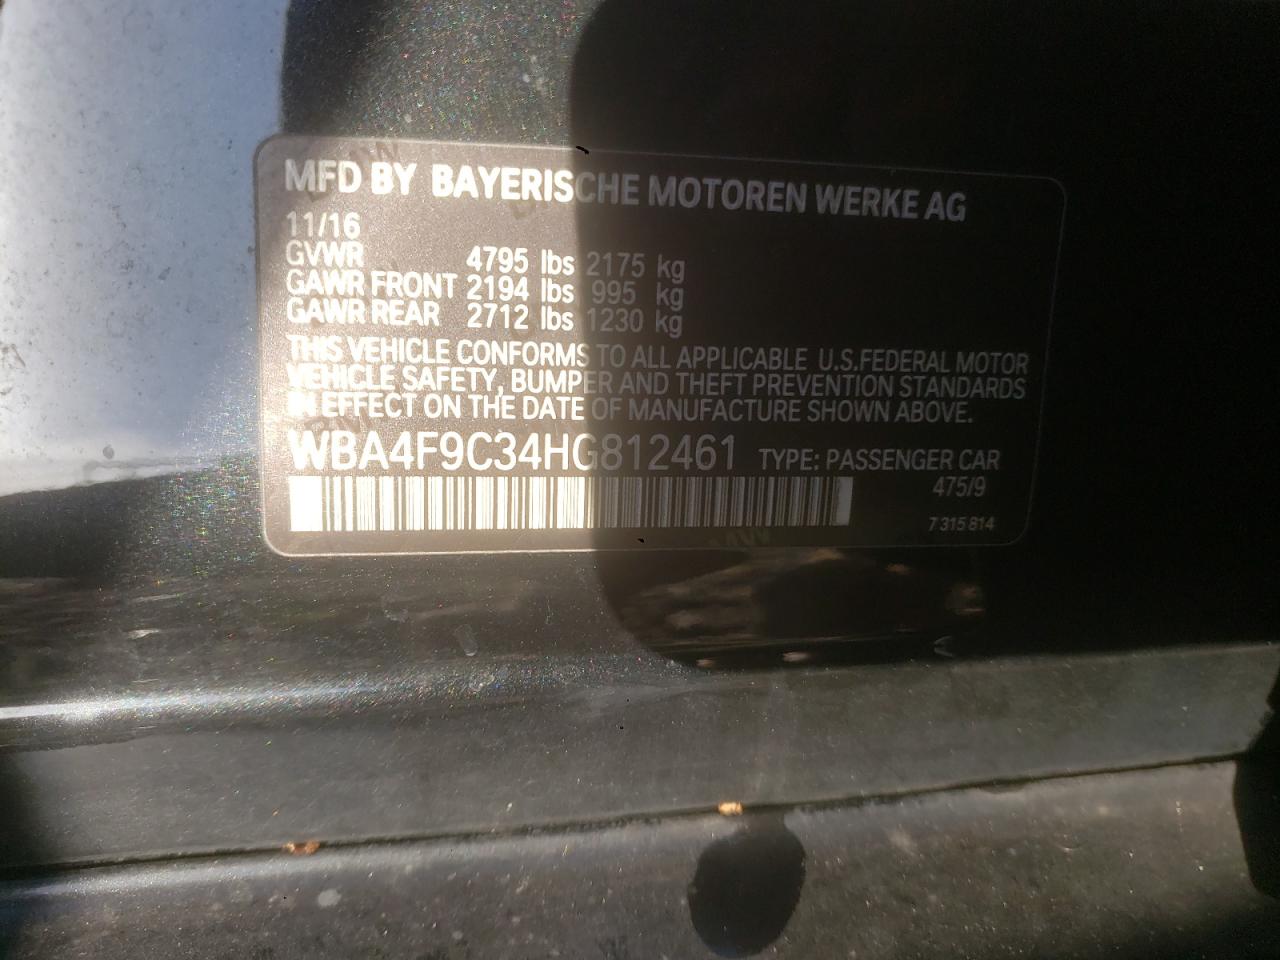 MFD BY BAYERISCHE MOTOREN WERKE AG
11/16
GVWR 4795 lbs 2175 kg
GAWR FRONT 2194 lbs 995 kg
GAWR REAR 2712 lbs 1230 kg
THIS VEHICLE CONFORMS TO ALL APPLICABLE U.S.FEDERAL MOTOR
VEHICLE SAFETY, BUMPER AND THEFT PREVENTION STANDARDS
IN EFFECT ON THE DATE OF MANUFACTURE SHOWN ABOVE.
WBA4F9C34HG812461 TYPE: PASSENGER CAR
475/9
7 315 814